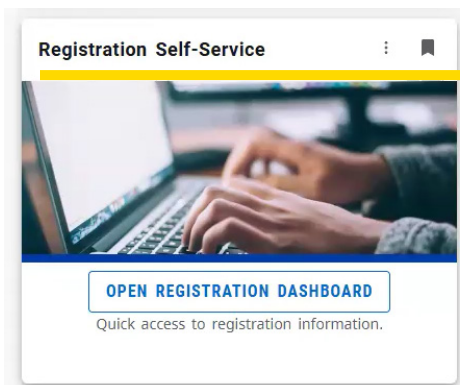 Registration Self-Service
OPEN REGISTRATION DASHBOARD
Quick access to registration information.